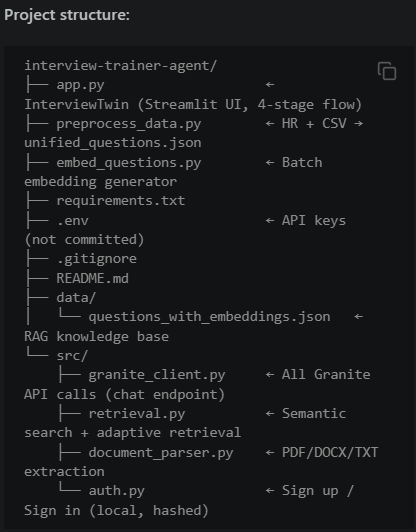 Project structure:
interview-trainer-agent/
├── app.py                    ←
InterviewTwin (Streamlit UI, 4-stage flow)
├── preprocess_data.py        ← HR + CSV →
unified_questions.json
├── embed_questions.py        ← Batch
embedding generator
├── requirements.txt
├── .env                      ← API keys
(not committed)
├── .gitignore
├── README.md
├── data/
│   └── questions_with_embeddings.json   ←
RAG knowledge base
└── src/
    ├── granite_client.py     ← All Granite
API calls (chat endpoint)
    ├── retrieval.py          ← Semantic
search + adaptive retrieval
    ├── document_parser.py    ← PDF/DOCX/TXT
extraction
    └── auth.py               ← Sign up /
Sign in (local, hashed)